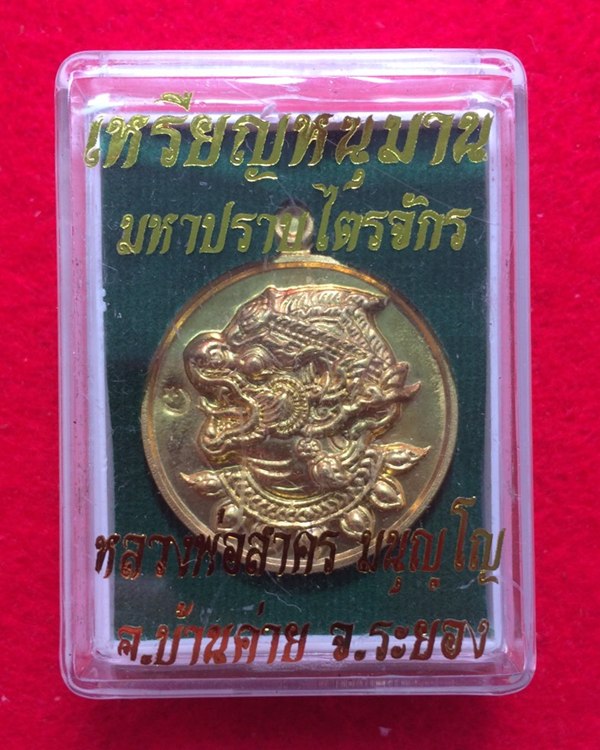 เหรียญหนุมาน
มหาปราบไตรจักร
หลวงพ่อสาคร มนุญฺโญ
อ.บ้านค่าย จ.ระยอง